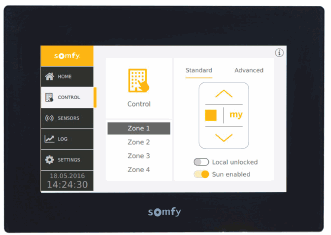 somfy
HOME
CONTROL
SENSORS
LOG
SETTINGS
18.05.2016
14:24:30
Control
Zone 1
Zone 2
Zone 3
Zone 4
Standard
Advanced
my
Local unlocked
Sun enabled
somfy